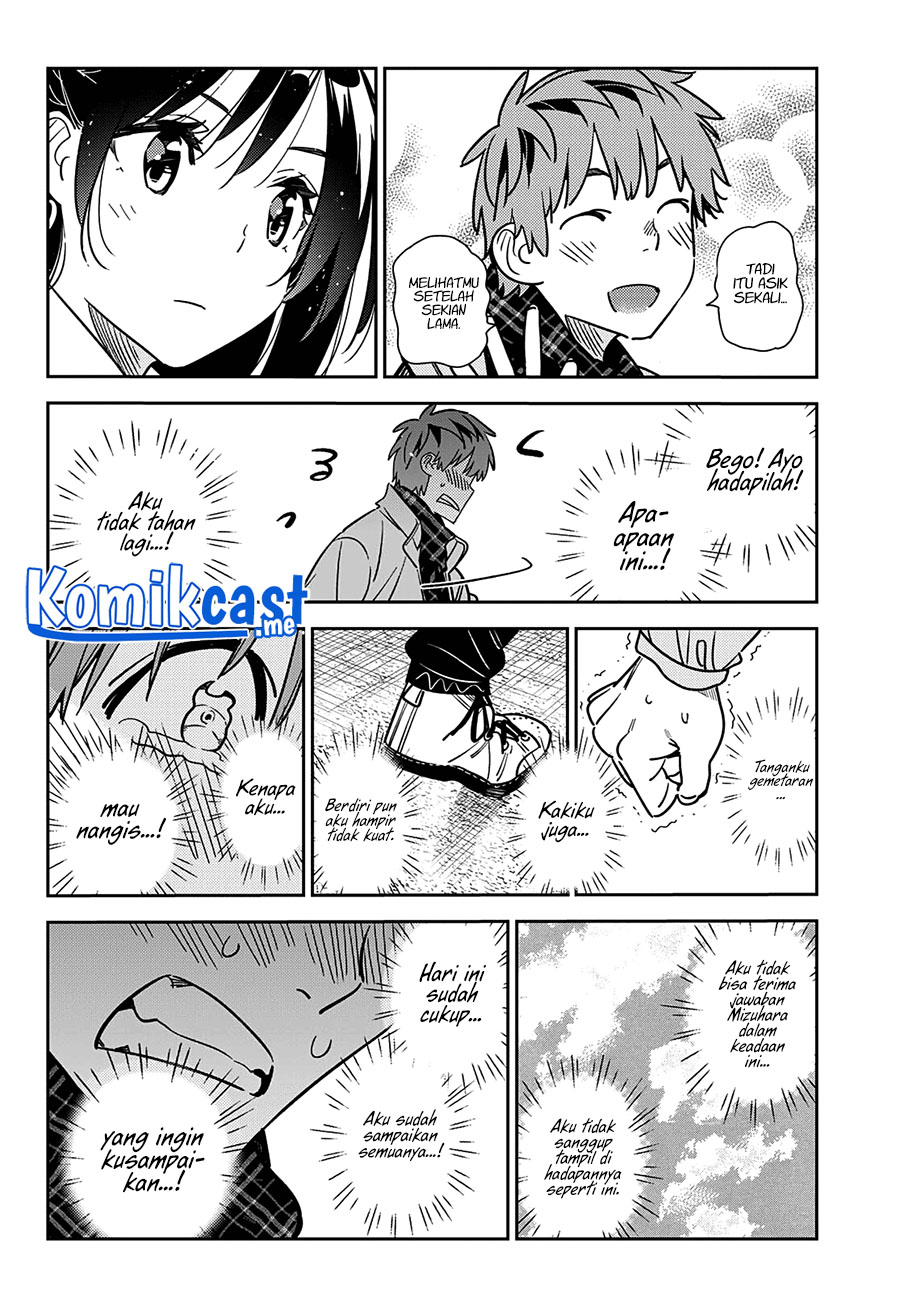 TADI
ITU ASIK
SEKALI...
MELIHATMU
SETELAH
SEKIAN
LAMA.
Bego! Ayo
hadapilah!
Apa-
apaan
ini...!
Aku
tidak tahan
lagi...!
Komikcast
.me
Tanganku
gemetaran
...
Kakiku
juga...
Berdiri pun
aku hampir
tidak kuat.
Kenapa
aku...
mau
nangis...!
Aku tidak
bisa terima
jawaban
Mizuhara
dalam
keadaan
ini...
Aku tidak
sanggup
tampil di
hadapannya
seperti ini.
Hari ini
sudah
cukup...
Aku sudah
sampaikan
semuanya...!
yang ingin
kusampai-
kan...!